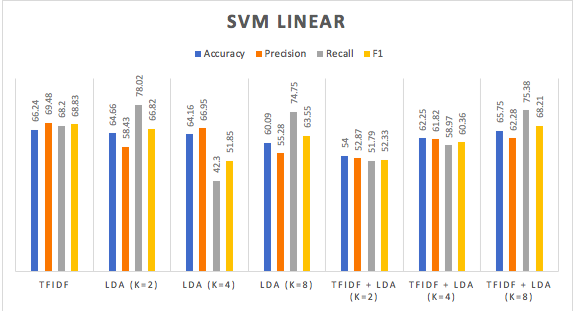 SVM LINEAR
Accuracy Precision Recall F1
66.24 69.48 68.2 68.83 64.66 58.43 78.02 66.82 64.16 66.95 42.3 51.85 60.09 55.28 74.75 63.55 54 52.87 51.79 52.33 62.25 61.82 58.97 60.36 65.75 62.28 75.38 68.21
TFIDF LDA (K=2) LDA (K=4) LDA (K=8) TFIDF + LDA TFIDF + LDA TFIDF + LDA
(K=2) (K=4) (K=8)